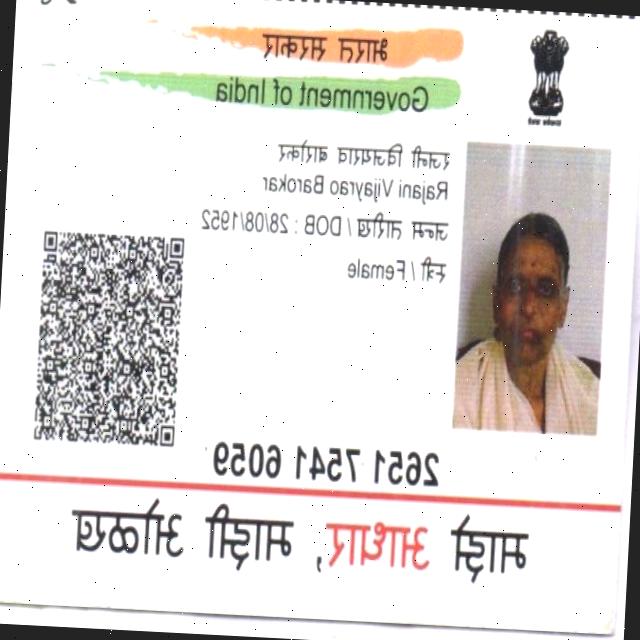 भारत सरकार
Government of India
रजनी विजयराव बारोकर
Rajani Vijayrao Barokar
जन्म तारीख / DOB : 28/08/1952
स्त्री / Female
2651 7541 6059
माझे आधार, माझी ओळख